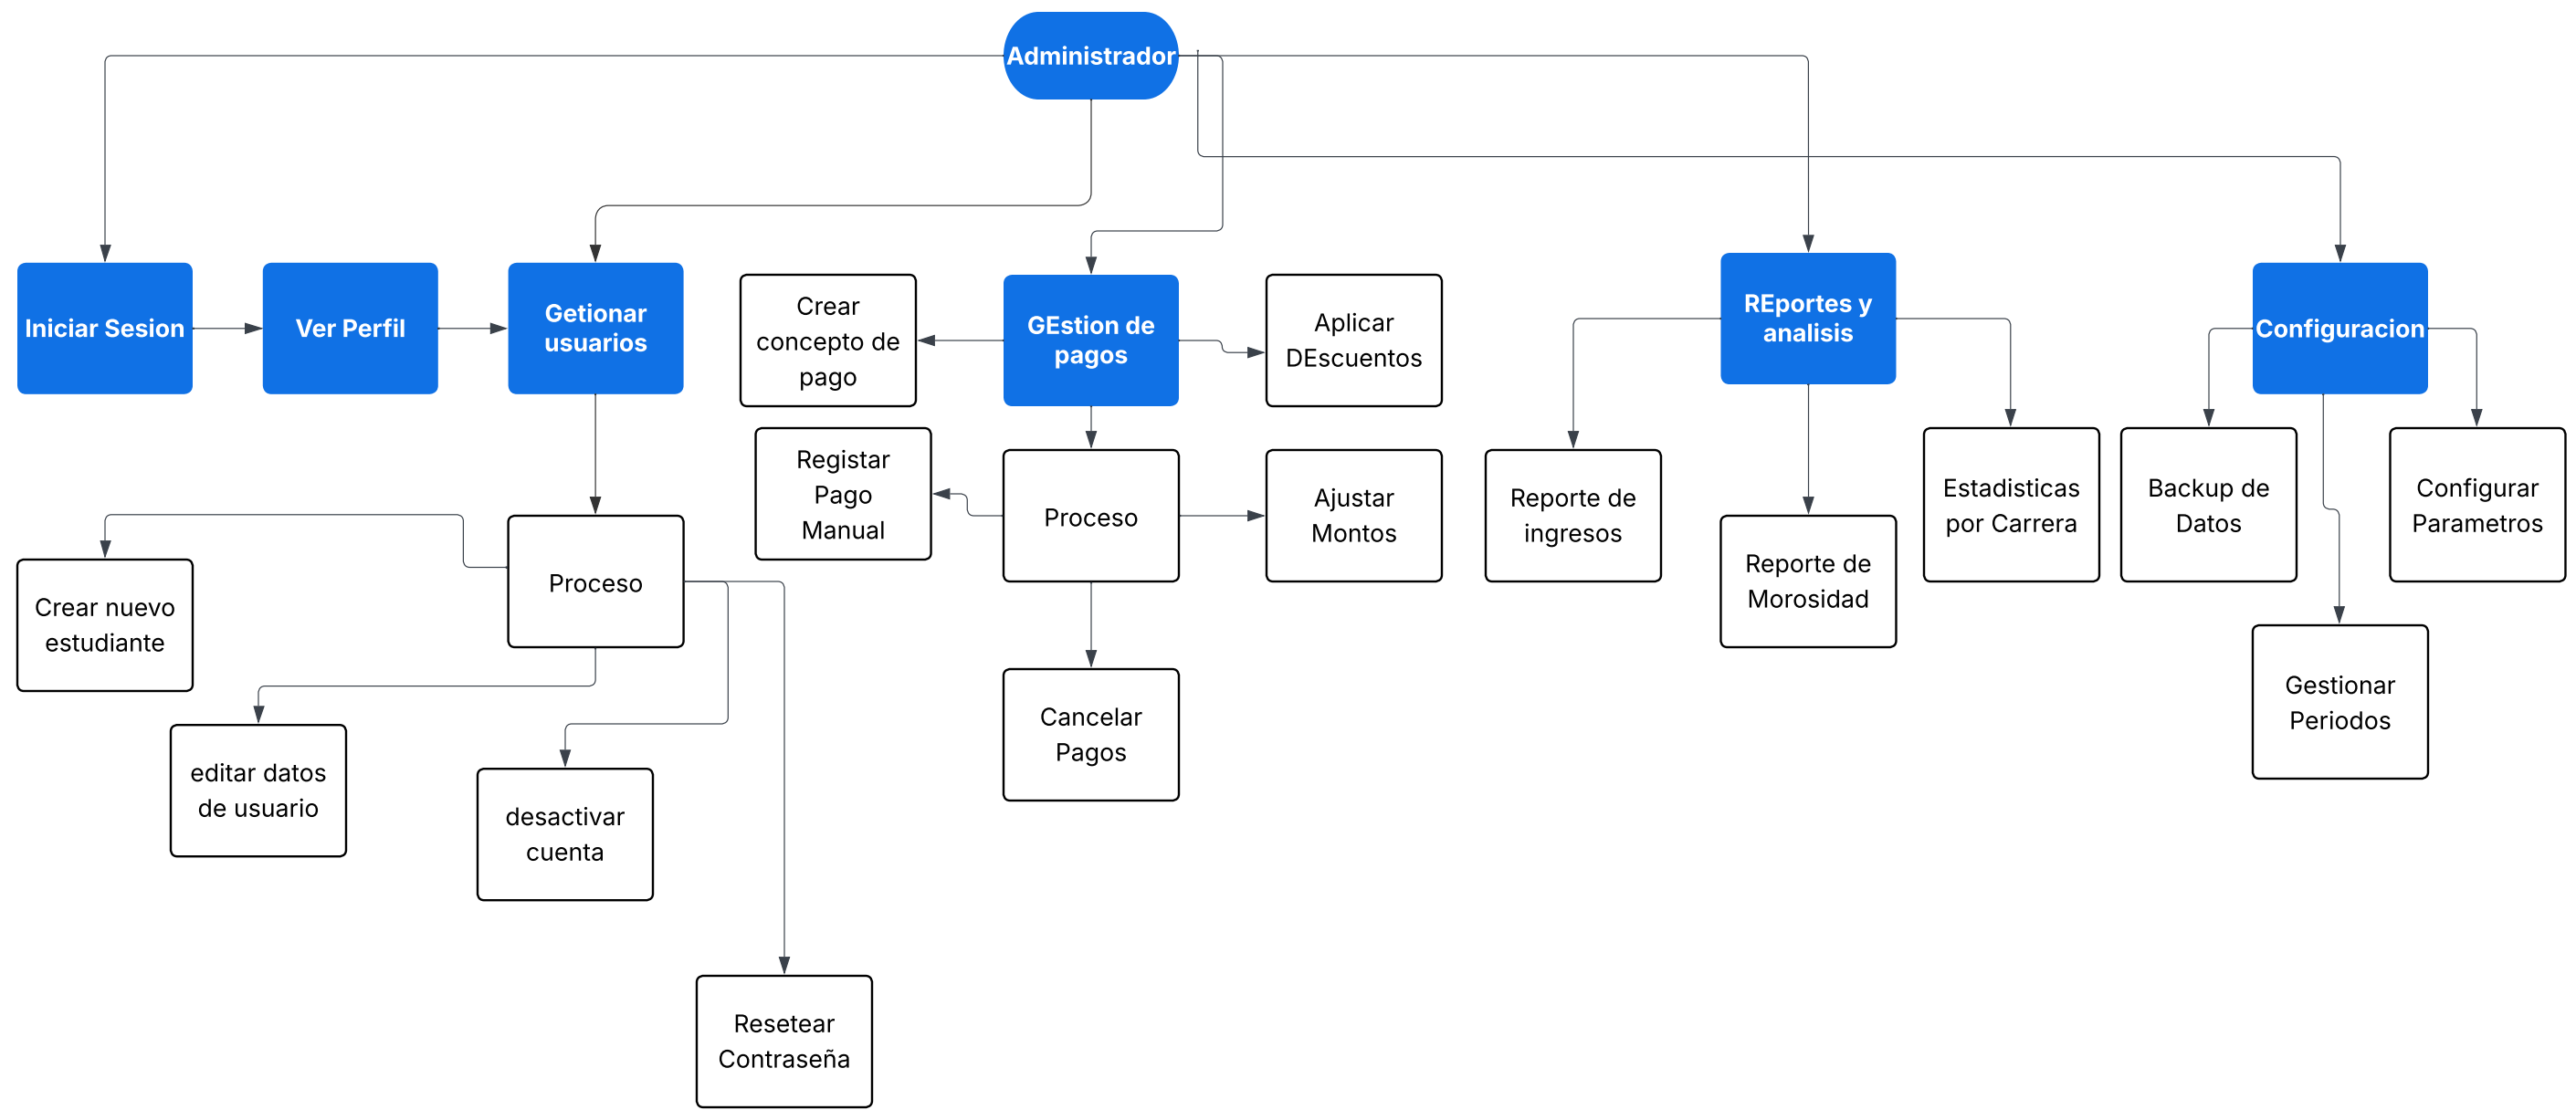 Administrador
Iniciar Sesion
Ver Perfil
Getionar
usuarios
Crear
concepto de
pago
GEstion de
pagos
Aplicar
DEscuentos
REportes y
analisis
Configuracion
Registar
Pago
Manual
Proceso
Ajustar
Montos
Reporte de
ingresos
Reporte de
Morosidad
Estadisticas
por Carrera
Backup de
Datos
Configurar
Parametros
Proceso
Crear nuevo
estudiante
Cancelar
Pagos
Gestionar
Periodos
editar datos
de usuario
desactivar
cuenta
Resetear
Contraseña